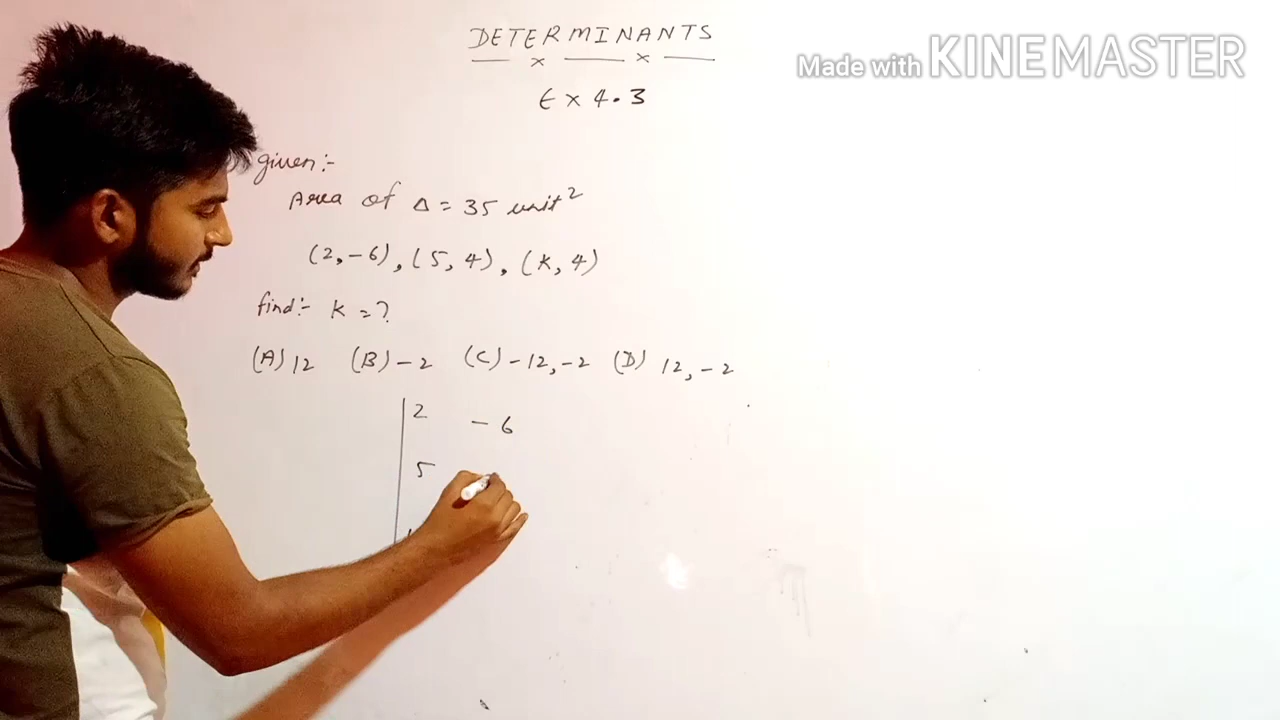 DETERMINANTS
Made with KINEMASTER
Ex 4.3
given:-
Area of Δ = 35 unit²
(2, -6), (5, 4), (K, 4)
find:- K = ?
(A) 12 (B) -2 (C) -12, -2 (D) 12, -2
2 -6
5